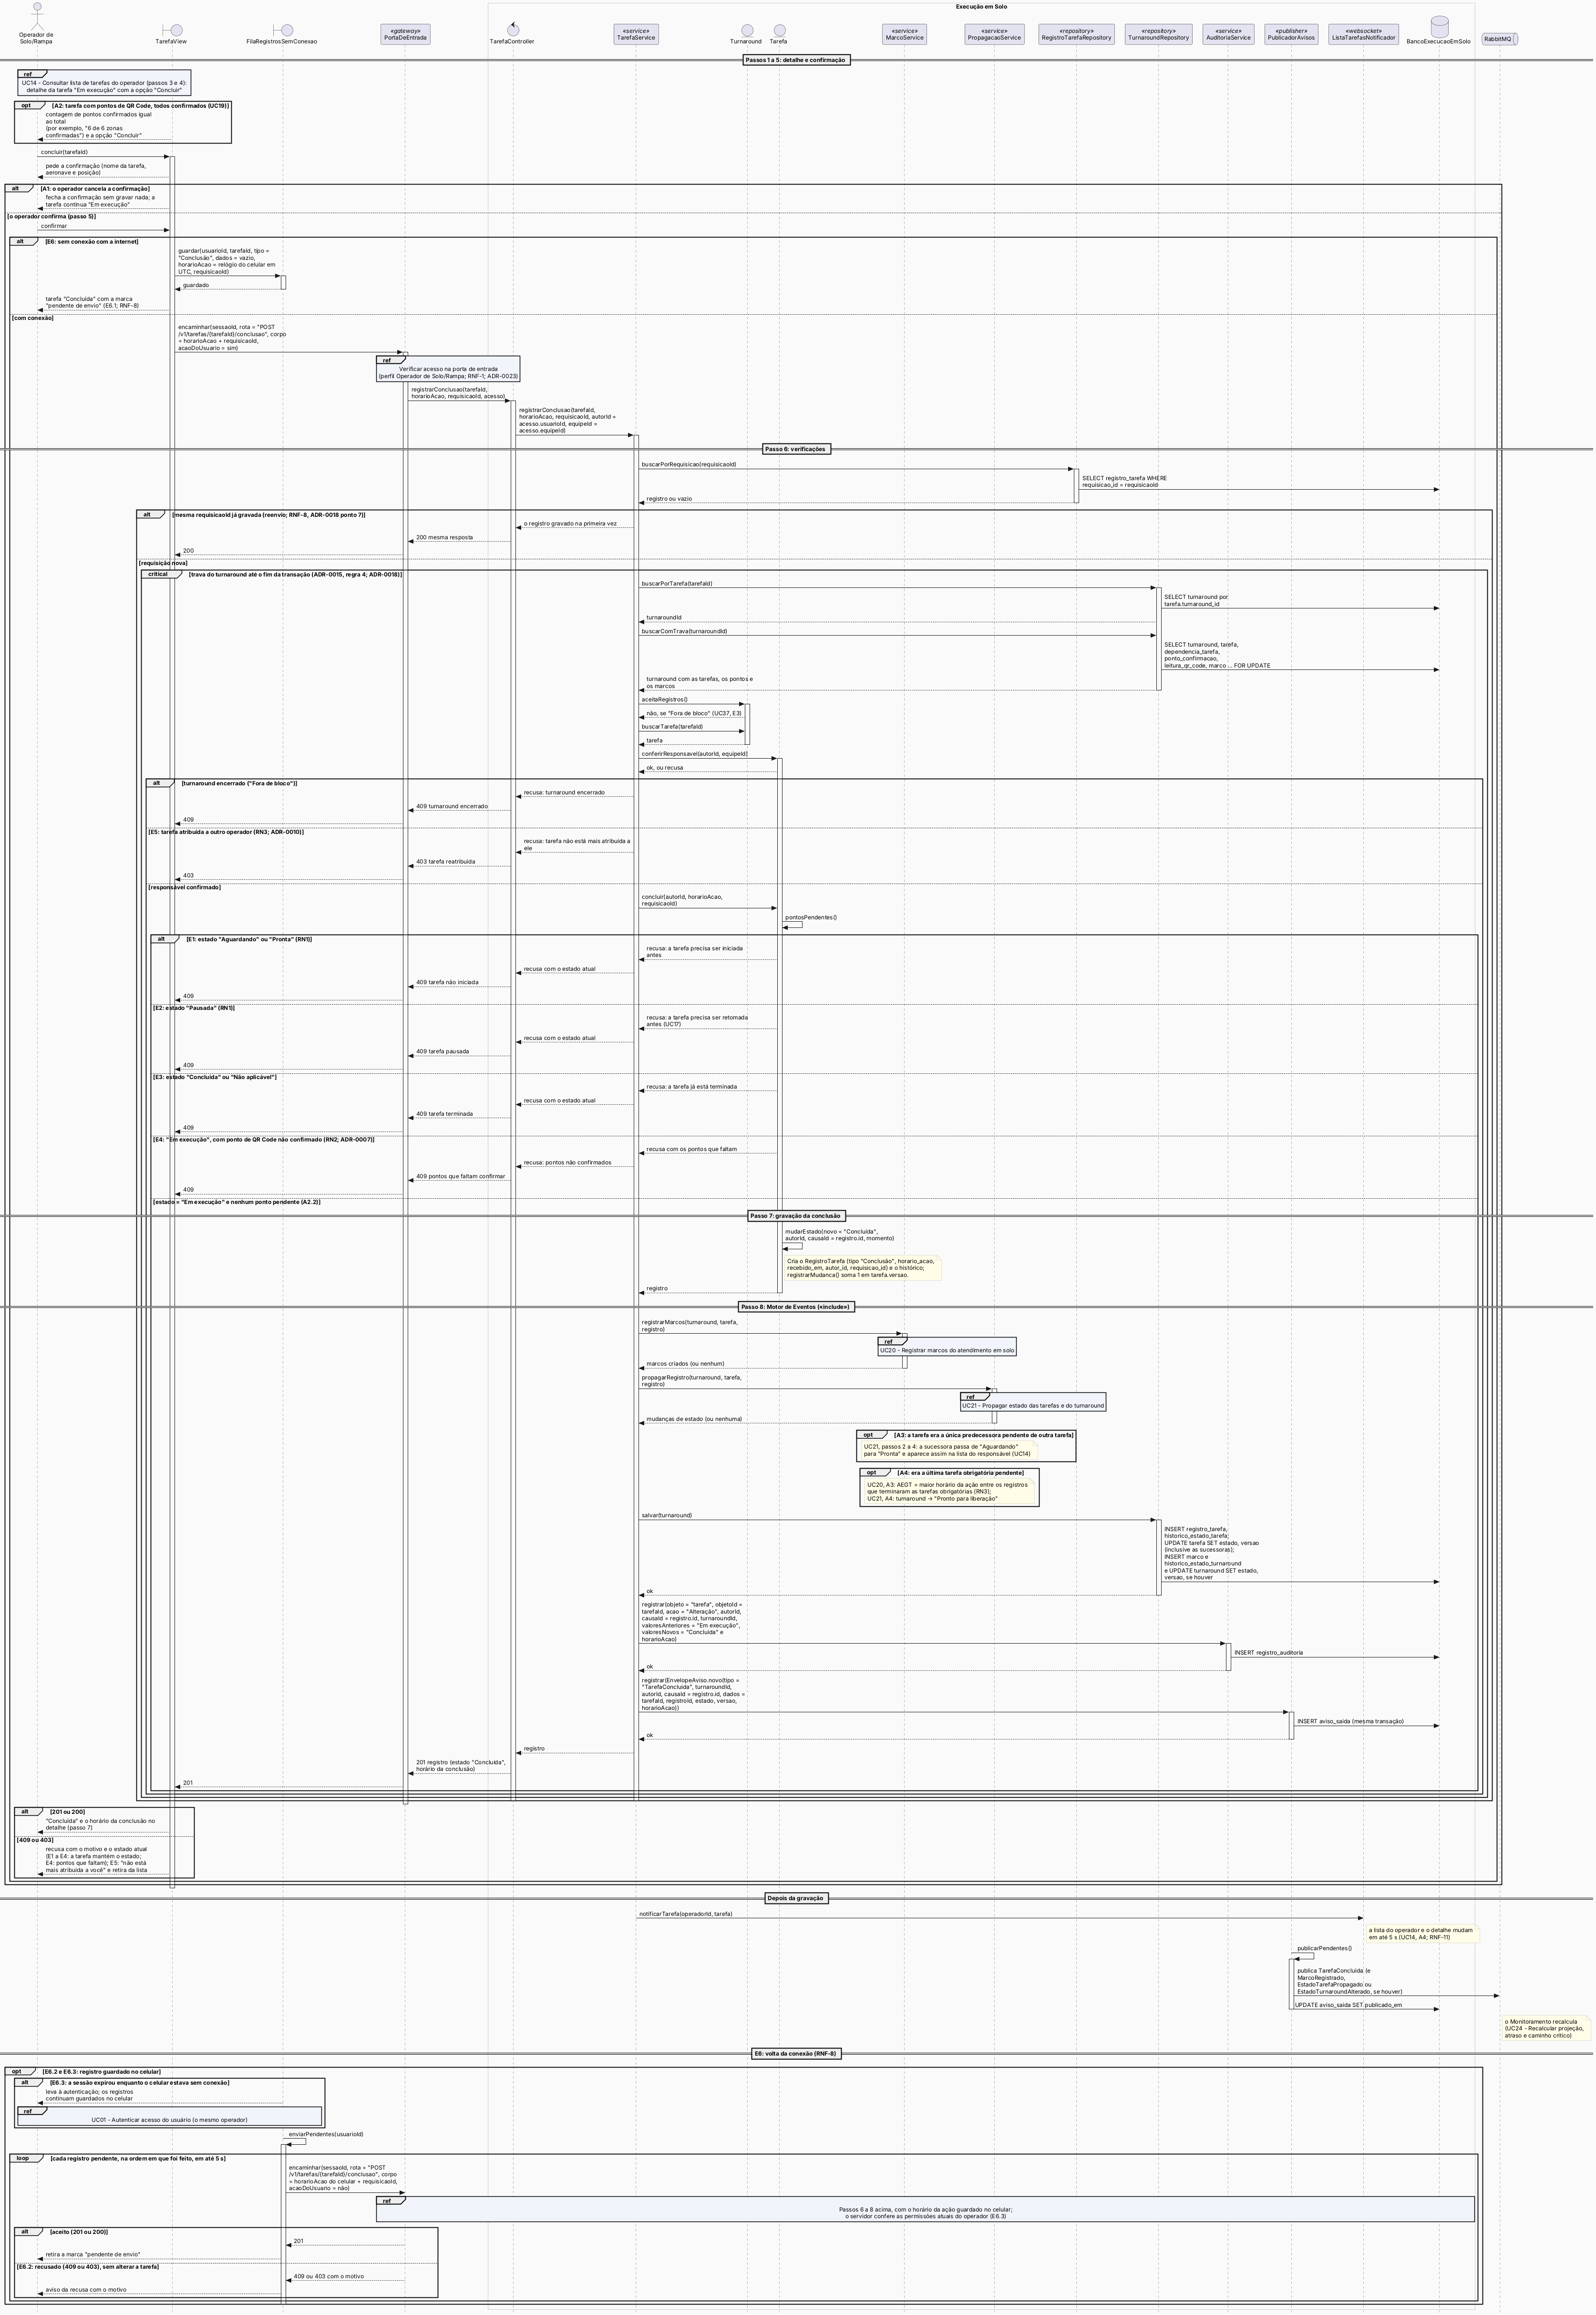 Execução em Solo
Operador de
Solo/Rampa
TarefaView
FilaRegistrosSemConexao
«gateway»
PortaDeEntrada
TarefaController
«service»
TarefaService
Turnaround
Tarefa
«service»
MarcoService
«service»
PropagacaoService
«repository»
RegistroTarefaRepository
«repository»
TurnaroundRepository
«service»
AuditoriaService
«publisher»
PublicadorAvisos
«websocket»
ListaTarefasNotificador
BancoExecucaoEmSolo
RabbitMQ
Passos 1 a 5: detalhe e confirmação
ref
UC14 - Consultar lista de tarefas do operador (passos 3 e 4):
detalhe da tarefa "Em execução" com a opção "Concluir"
opt [A2: tarefa com pontos de QR Code, todos confirmados (UC19)]
contagem de pontos confirmados igual
ao total
(por exemplo, "6 de 6 zonas
confirmadas") e a opção "Concluir"
concluir(tarefaId)
pede a confirmação (nome da tarefa,
aeronave e posição)
alt [A1: o operador cancela a confirmação]
fecha a confirmação sem gravar nada; a
tarefa continua "Em execução"
[o operador confirma (passo 5)]
confirmar
alt [E6: sem conexão com a internet]
guardar(usuarioId, tarefaId, tipo =
"Conclusão", dados = vazio,
horarioAcao = relógio do celular em
UTC, requisicaoId)
guardado
tarefa "Concluída" com a marca
"pendente de envio" (E6.1; RNF-8)
[com conexão]
encaminhar(sessaoId, rota = "POST
/v1/tarefas/{tarefaId}/conclusao", corpo
= horarioAcao + requisicaoId,
acaoDoUsuario = sim)
ref
Verificar acesso na porta de entrada
(perfil Operador de Solo/Rampa; RNF-1; ADR-0023)
registrarConclusao(tarefaId,
horarioAcao, requisicaoId, acesso)
registrarConclusao(tarefaId,
horarioAcao, requisicaoId, autorId =
acesso.usuarioId, equipeId =
acesso.equipeId)
Passo 6: verificações
buscarPorRequisicao(requisicaoId)
SELECT registro_tarefa WHERE
requisicao_id = requisicaoId
registro ou vazio
alt [mesma requisicaoId já gravada (reenvio; RNF-8, ADR-0018 ponto 7)]
o registro gravado na primeira vez
200 mesma resposta
200
[requisição nova]
critical [trava do turnaround até o fim da transação (ADR-0015, regra 4; ADR-0018)]
buscarPorTarefa(tarefaId)
SELECT turnaround por
tarefa.turnaround_id
turnaroundId
buscarComTrava(turnaroundId)
SELECT turnaround, tarefa,
dependencia_tarefa,
ponto_confirmacao,
leitura_qr_code, marco ... FOR UPDATE
turnaround com as tarefas, os pontos e
os marcos
aceitaRegistros()
não, se "Fora de bloco" (UC37, E3)
buscarTarefa(tarefaId)
tarefa
conferirResponsavel(autorId, equipeId)
ok, ou recusa
alt [turnaround encerrado ("Fora de bloco")]
recusa: turnaround encerrado
409 turnaround encerrado
409
[E5: tarefa atribuída a outro operador (RN3; ADR-0010)]
recusa: tarefa não está mais atribuída a
ele
403 tarefa reatribuída
403
[responsável confirmado]
concluir(autorId, horarioAcao,
requisicaoId)
pontosPendentes()
alt [E1: estado "Aguardando" ou "Pronta" (RN1)]
recusa: a tarefa precisa ser iniciada
antes
recusa com o estado atual
409 tarefa não iniciada
409
[E2: estado "Pausada" (RN1)]
recusa: a tarefa precisa ser retomada
antes (UC17)
recusa com o estado atual
409 tarefa pausada
409
[E3: estado "Concluída" ou "Não aplicável"]
recusa: a tarefa já está terminada
recusa com o estado atual
409 tarefa terminada
409
[E4: "Em execução", com ponto de QR Code não confirmado (RN2; ADR-0007)]
recusa com os pontos que faltam
recusa: pontos não confirmados
409 pontos que faltam confirmar
409
[estado = "Em execução" e nenhum ponto pendente (A2.2)]
Passo 7: gravação da conclusão
mudarEstado(novo = "Concluída",
autorId, causaId = registro.id, momento)
Cria o RegistroTarefa (tipo "Conclusão", horario_acao,
recebido_em, autor_id, requisicao_id) e o histórico;
registrarMudanca() soma 1 em tarefa.versao.
registro
Passo 8: Motor de Eventos («include»)
registrarMarcos(turnaround, tarefa,
registro)
ref
UC20 - Registrar marcos do atendimento em solo
marcos criados (ou nenhum)
propagarRegistro(turnaround, tarefa,
registro)
ref
UC21 - Propagar estado das tarefas e do turnaround
mudanças de estado (ou nenhuma)
opt [A3: a tarefa era a única predecessora pendente de outra tarefa]
UC21, passos 2 a 4: a sucessora passa de "Aguardando"
para "Pronta" e aparece assim na lista do responsável (UC14)
opt [A4: era a última tarefa obrigatória pendente]
UC20, A3: AEGT = maior horário da ação entre os registros
que terminaram as tarefas obrigatórias (RN3);
UC21, A4: turnaround → "Pronto para liberação"
salvar(turnaround)
INSERT registro_tarefa,
historico_estado_tarefa;
UPDATE tarefa SET estado, versao
(inclusive as sucessoras);
INSERT marco e
historico_estado_turnaround
e UPDATE turnaround SET estado,
versao, se houver
ok
registrar(objeto = "tarefa", objetoId =
tarefaId, acao = "Alteração", autorId,
causaId = registro.id, turnaroundId,
valoresAnteriores = "Em execução",
valoresNovos = "Concluída" e
horarioAcao)
INSERT registro_auditoria
ok
registrar(EnvelopeAviso.novo(tipo =
"TarefaConcluida", turnaroundId,
autorId, causaId = registro.id, dados =
tarefaId, registroId, estado, versao,
horarioAcao))
INSERT aviso_saida (mesma transação)
ok
registro
201 registro (estado "Concluída",
horário da conclusão)
201
alt [201 ou 200]
"Concluída" e o horário da conclusão no
detalhe (passo 7)
[409 ou 403]
recusa com o motivo e o estado atual
(E1 a E4: a tarefa mantém o estado;
E4: pontos que faltam); E5: "não está
mais atribuída a você" e retira da lista
Depois da gravação
notificarTarefa(operadorId, tarefa)
a lista do operador e o detalhe mudam
em até 5 s (UC14, A4; RNF-11)
publicarPendentes()
publica TarefaConcluida (e
MarcoRegistrado,
EstadoTarefaPropagado ou
EstadoTurnaroundAlterado, se houver)
UPDATE aviso_saida SET publicado_em
o Monitoramento recalcula
(UC24 - Recalcular projeção,
atraso e caminho crítico)
E6: volta da conexão (RNF-8)
opt [E6.2 e E6.3: registro guardado no celular]
alt [E6.3: a sessão expirou enquanto o celular estava sem conexão]
leva à autenticação; os registros
continuam guardados no celular
ref
UC01 - Autenticar acesso do usuário (o mesmo operador)
enviarPendentes(usuarioId)
loop [cada registro pendente, na ordem em que foi feito, em até 5 s]
encaminhar(sessaoId, rota = "POST
/v1/tarefas/{tarefaId}/conclusao", corpo
= horarioAcao do celular + requisicaoId,
acaoDoUsuario = não)
ref
Passos 6 a 8 acima, com o horário da ação guardado no celular;
o servidor confere as permissões atuais do operador (E6.3)
alt [aceito (201 ou 200)]
201
retira a marca "pendente de envio"
[E6.2: recusado (409 ou 403), sem alterar a tarefa]
409 ou 403 com o motivo
aviso da recusa com o motivo